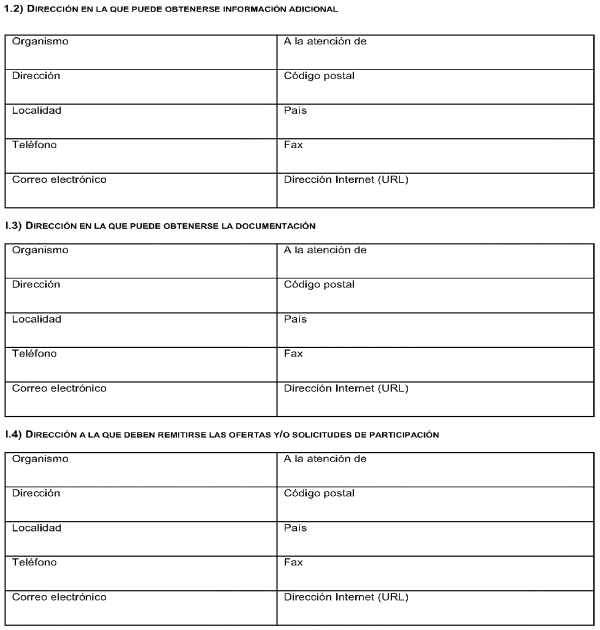 1.2) DIRECCIÓN EN LA QUE PUEDE OBTENERSE INFORMACIÓN ADICIONAL
Organismo A la atención de
Dirección Código postal
Localidad País
Teléfono Fax
Correo electrónico Dirección Internet (URL)
I.3) DIRECCIÓN EN LA QUE PUEDE OBTENERSE LA DOCUMENTACIÓN
Organismo A la atención de
Dirección Código postal
Localidad País
Teléfono Fax
Correo electrónico Dirección Internet (URL)
I.4) DIRECCIÓN A LA QUE DEBEN REMITIRSE LAS OFERTAS Y/O SOLICITUDES DE PARTICIPACIÓN
Organismo A la atención de
Dirección Código postal
Localidad País
Teléfono Fax
Correo electrónico Dirección Internet (URL)